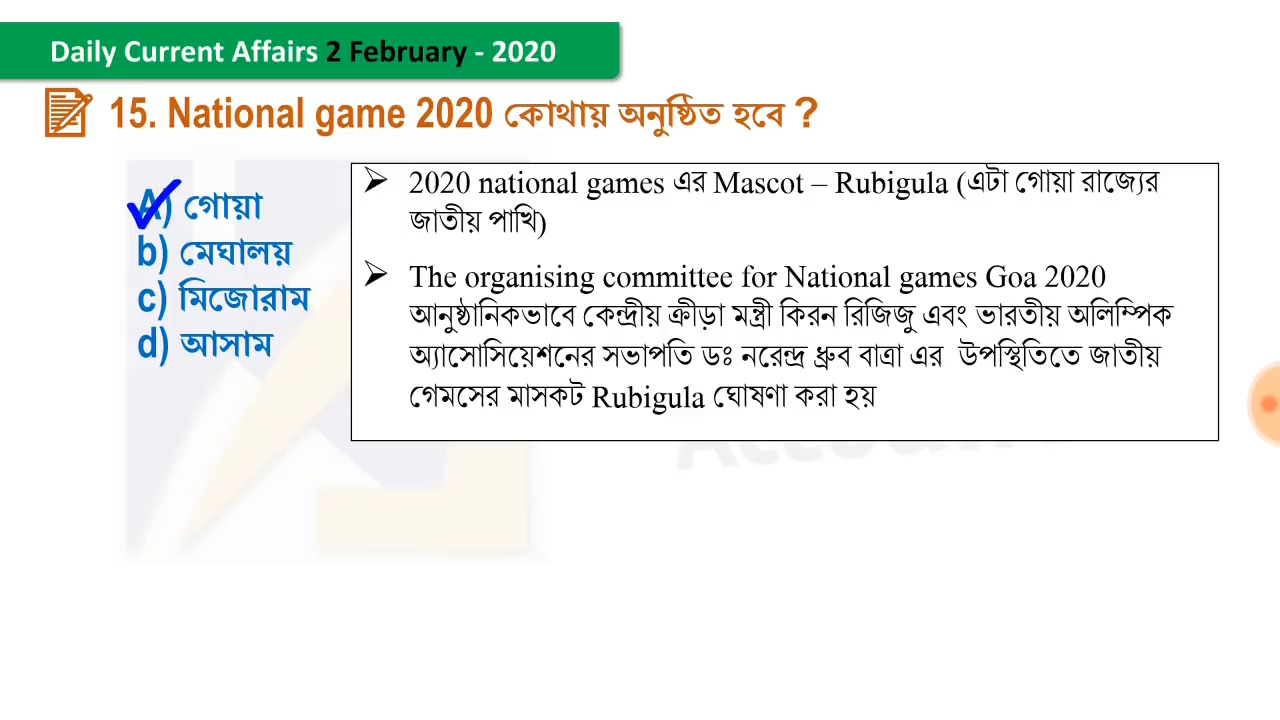 Daily Current Affairs 2 February - 2020
15. National game 2020 কোথায় অনুষ্ঠিত হবে ?
A) গোয়া
b) মেঘালয়
c) মিজোরাম
d) আসাম
➢ 2020 national games এর Mascot – Rubigula (এটা গোয়া রাজ্যের
জাতীয় পাখি)
➢ The organising committee for National games Goa 2020
আনুষ্ঠানিকভাবে কেন্দ্রীয় ক্রীড়া মন্ত্রী কিরন রিজিজু এবং ভারতীয় অলিম্পিক
অ্যাসোসিয়েশনের সভাপতি ডঃ নরেন্দ্র ধ্রুব বাত্রা এর উপস্থিতিতে জাতীয়
গেমসের মাসকট Rubigula ঘোষণা করা হয়